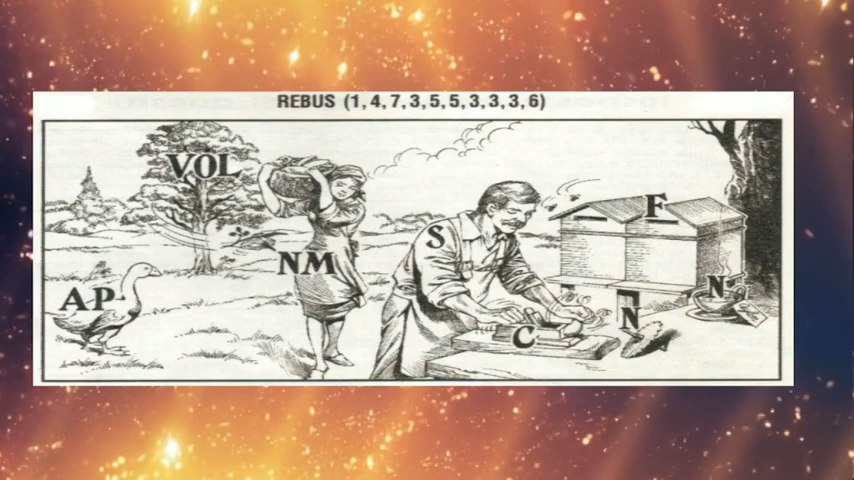 REBUS (1, 4, 7, 3, 5, 5, 3, 3, 3, 6)
VOL
AP
NM
S
C
F
N
N